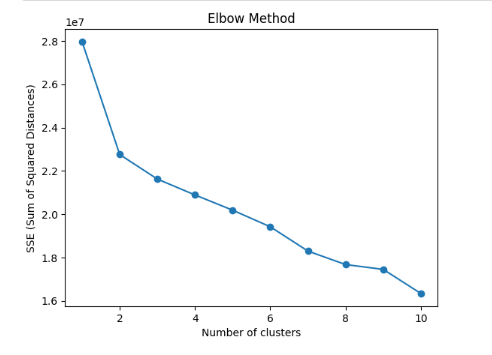 Elbow Method
1e7
2.8
2.6
2.4
2.2
2.0
1.8
1.6
SSE (Sum of Squared Distances)
2 4 6 8 10
Number of clusters